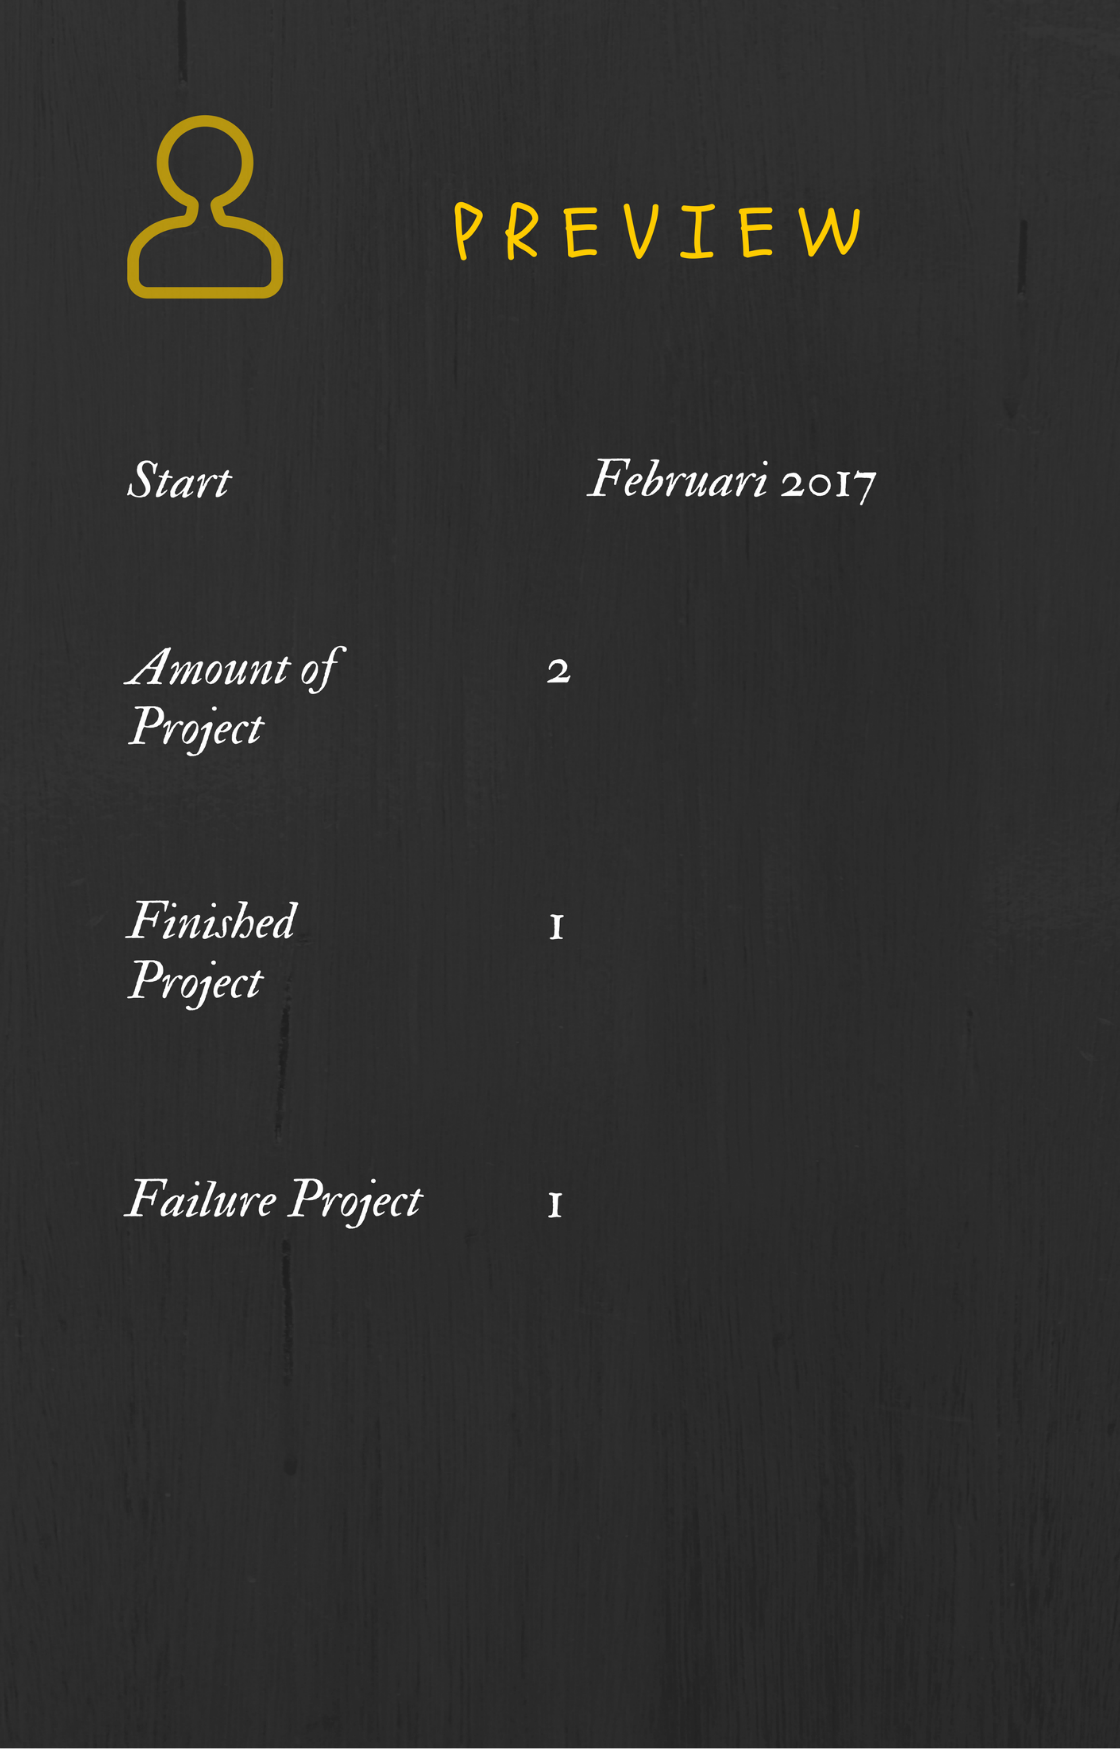 PREVIEW
Start
Februari 2017
Amount of
Project
2
Finished
Project
1
Failure Project
1